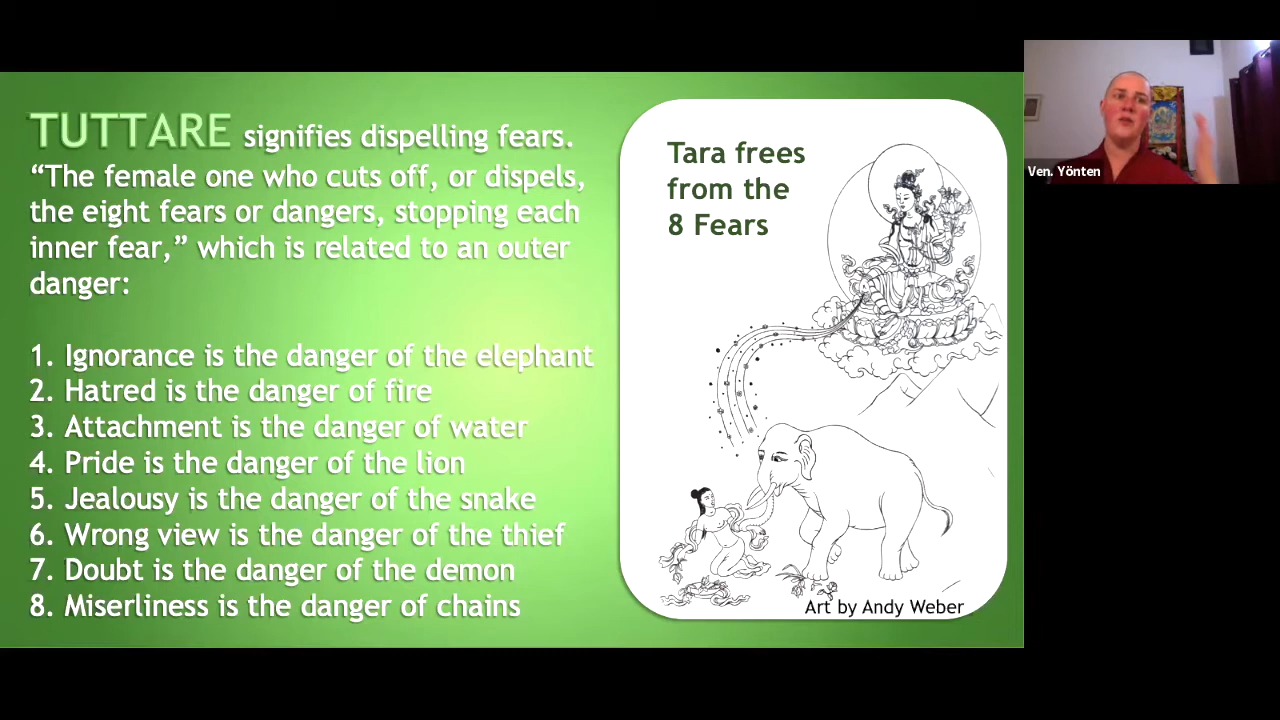 TUTTARE signifies dispelling fears.
“The female one who cuts off, or dispels,
the eight fears or dangers, stopping each
inner fear,” which is related to an outer
danger:
1. Ignorance is the danger of the elephant
2. Hatred is the danger of fire
3. Attachment is the danger of water
4. Pride is the danger of the lion
5. Jealousy is the danger of the snake
6. Wrong view is the danger of the thief
7. Doubt is the danger of the demon
8. Miserliness is the danger of chains
Tara frees
from the
8 Fears
Art by Andy Weber
Ven. Yönten